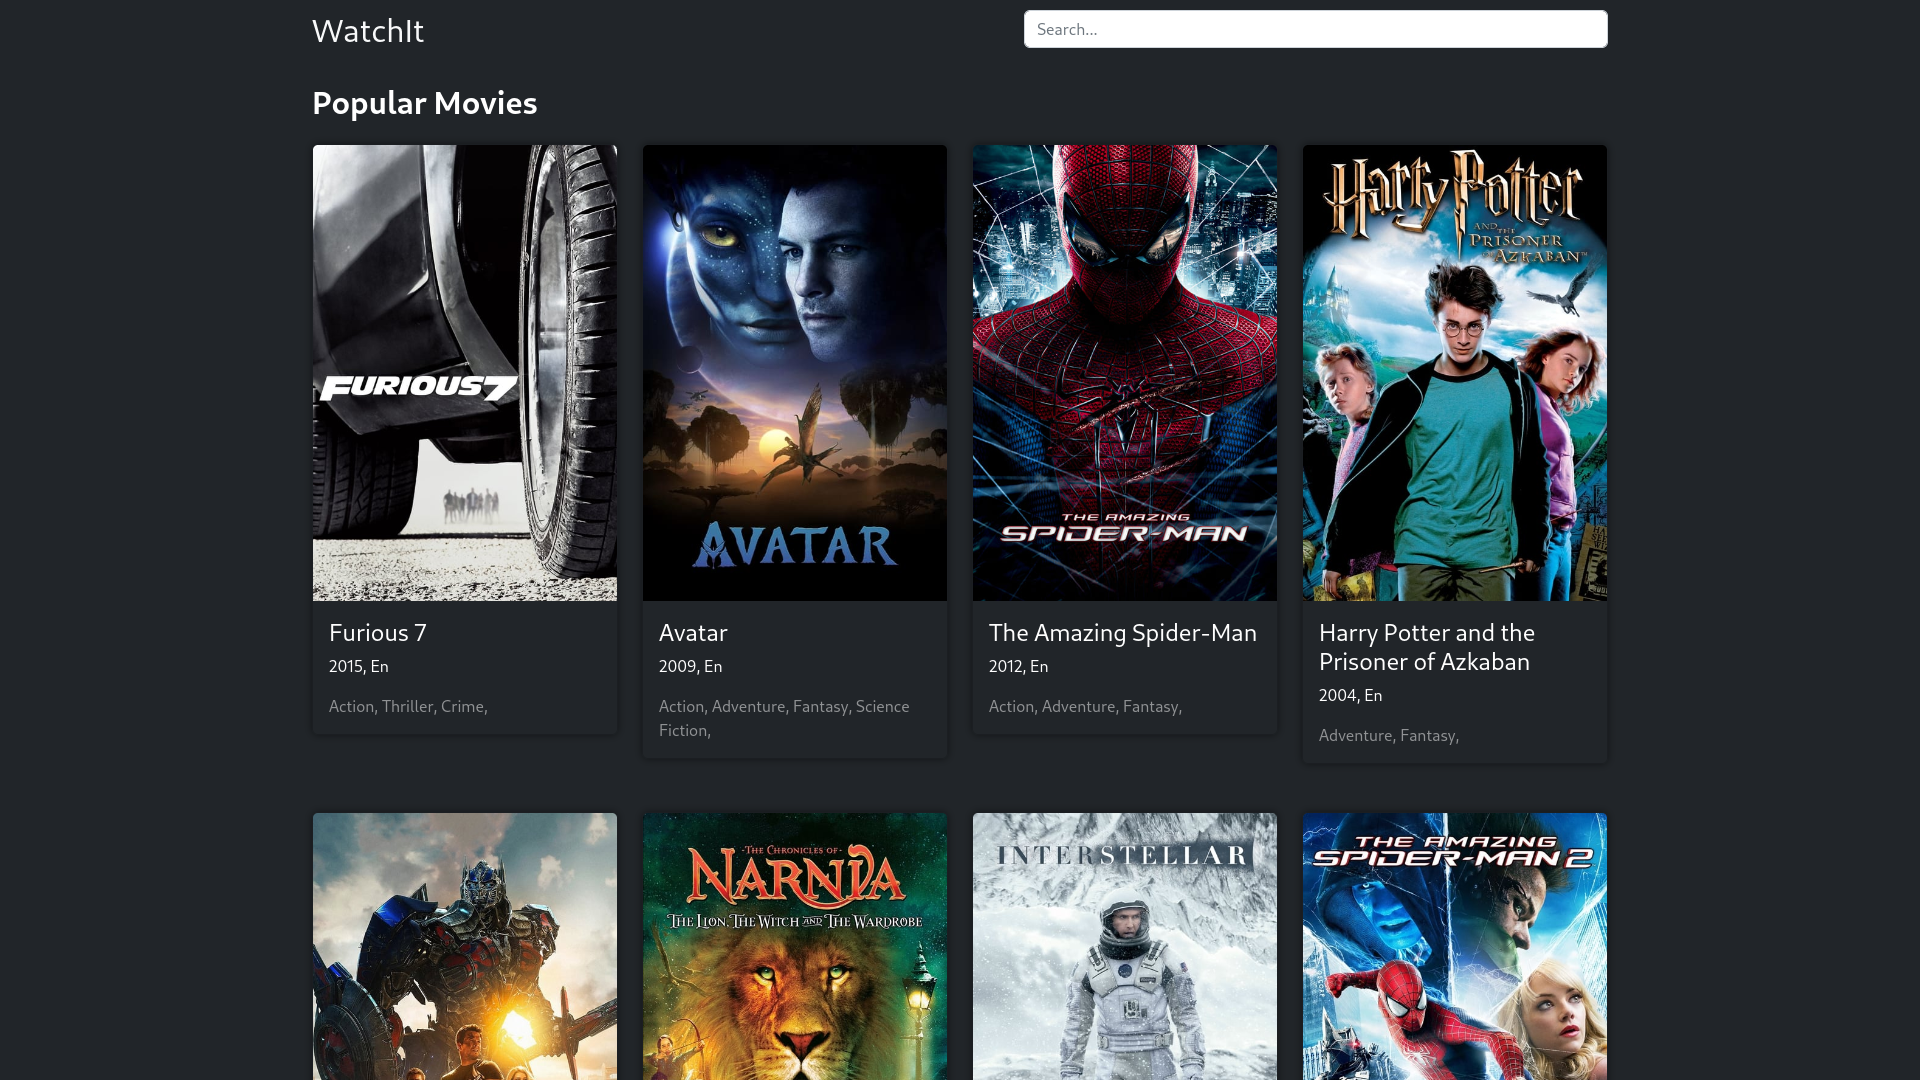 WatchIt
Search...
Popular Movies
FURIOUS 7
AVATAR
THE AMAZING
SPIDER-MAN
Harry Potter
AND THE
PRISONER
OF AZKABAN™
Furious 7
2015, En
Action, Thriller, Crime,
Avatar
2009, En
Action, Adventure, Fantasy, Science
Fiction,
The Amazing Spider-Man
2012, En
Action, Adventure, Fantasy,
Harry Potter and the
Prisoner of Azkaban
2004, En
Adventure, Fantasy,
·THE CHRONICLES OF·
NARNIA
THE LION, THE WITCH AND THE WARDROBE
INTERSTELLAR
THE AMAZING
SPIDER-MAN 2